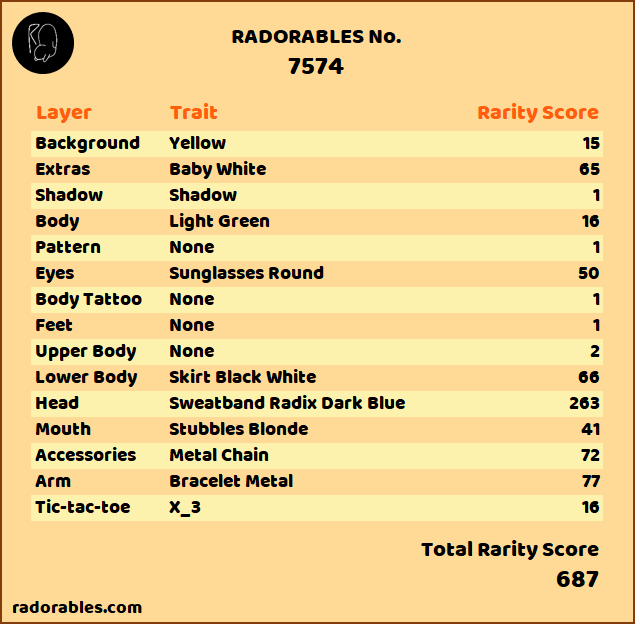 RADORABLES No.
7574
Layer Trait Rarity Score
Background Yellow 15
Extras Baby White 65
Shadow Shadow 1
Body Light Green 16
Pattern None 1
Eyes Sunglasses Round 50
Body Tattoo None 1
Feet None 1
Upper Body None 2
Lower Body Skirt Black White 66
Head Sweatband Radix Dark Blue 263
Mouth Stubbles Blonde 41
Accessories Metal Chain 72
Arm Bracelet Metal 77
Tic-tac-toe X_3 16
Total Rarity Score
687
radorables.com